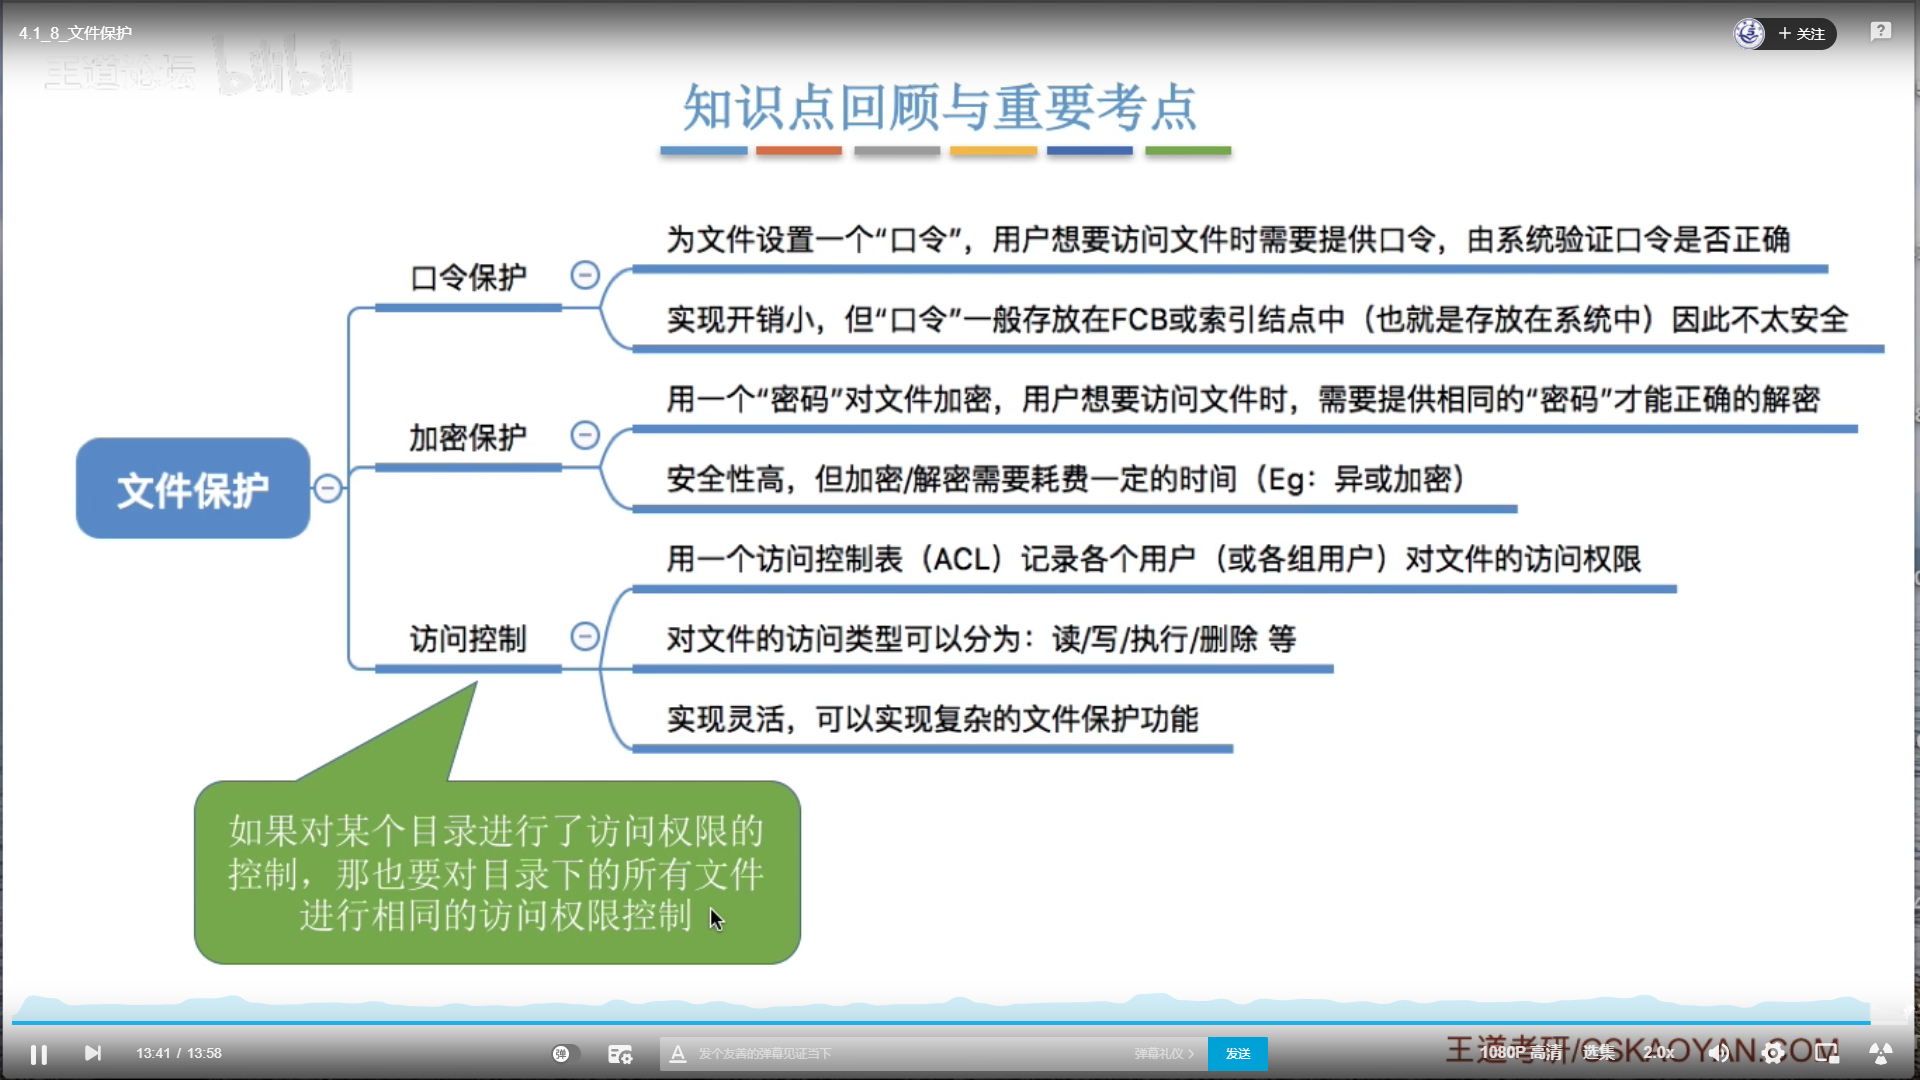 4.1_8_文件保护
+ 关注
王道论坛 bilibili
知识点回顾与重要考点
为文件设置一个“口令”，用户想要访问文件时需要提供口令，由系统验证口令是否正确
口令保护
实现开销小，但“口令”一般存放在FCB或索引结点中（也就是存放在系统中）因此不太安全
用一个“密码”对文件加密，用户想要访问文件时，需要提供相同的“密码”才能正确的解密
加密保护
安全性高，但加密/解密需要耗费一定的时间（Eg：异或加密）
文件保护
用一个访问控制表（ACL）记录各个用户（或各组用户）对文件的访问权限
访问控制
对文件的访问类型可以分为：读/写/执行/删除 等
实现灵活，可以实现复杂的文件保护功能
如果对某个目录进行了访问权限的
控制，那也要对目录下的所有文件
进行相同的访问权限控制
13:41 / 13:58
弹
发个友善的弹幕见证当下
弹幕礼仪 >
发送
王道考研/CSKAOYAN.COM
1080P 高清
选集
2.0x